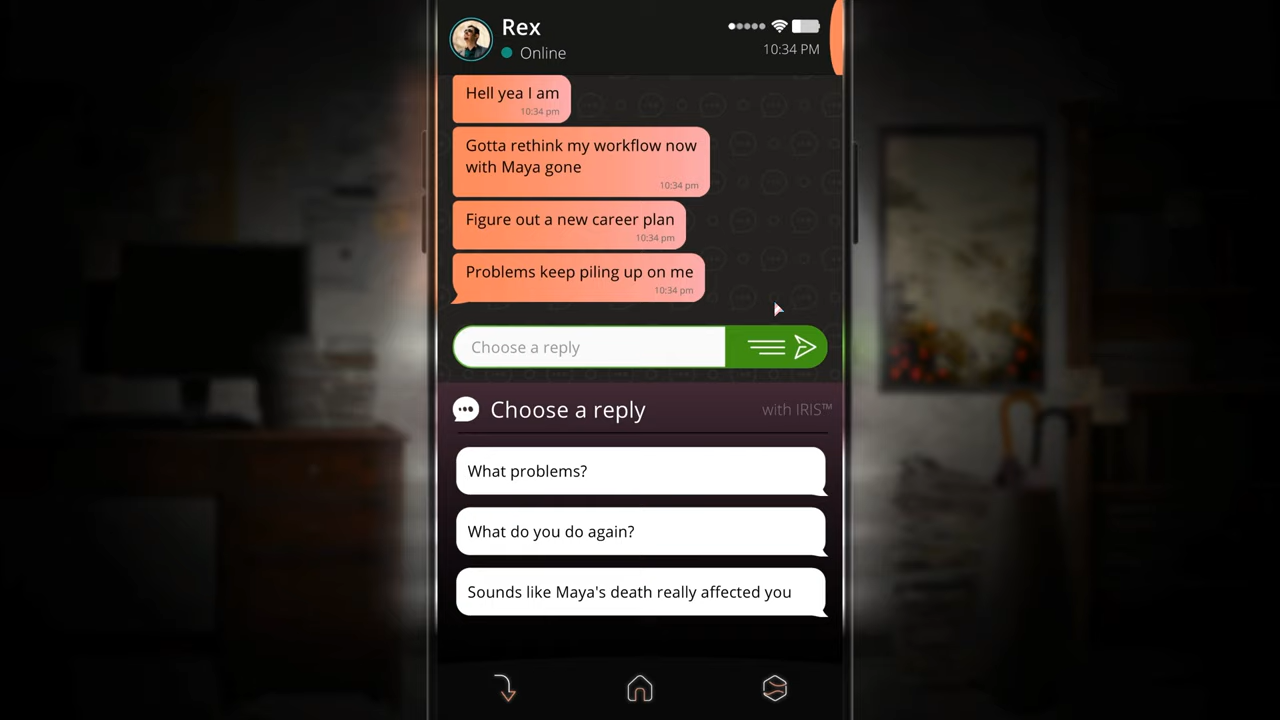 Rex
Online
10:34 PM
Hell yea I am
10:34 pm
Gotta rethink my workflow now
with Maya gone
10:34 pm
Figure out a new career plan
10:34 pm
Problems keep piling up on me
10:34 pm
Choose a reply
Choose a reply
with IRIS™
What problems?
What do you do again?
Sounds like Maya's death really affected you